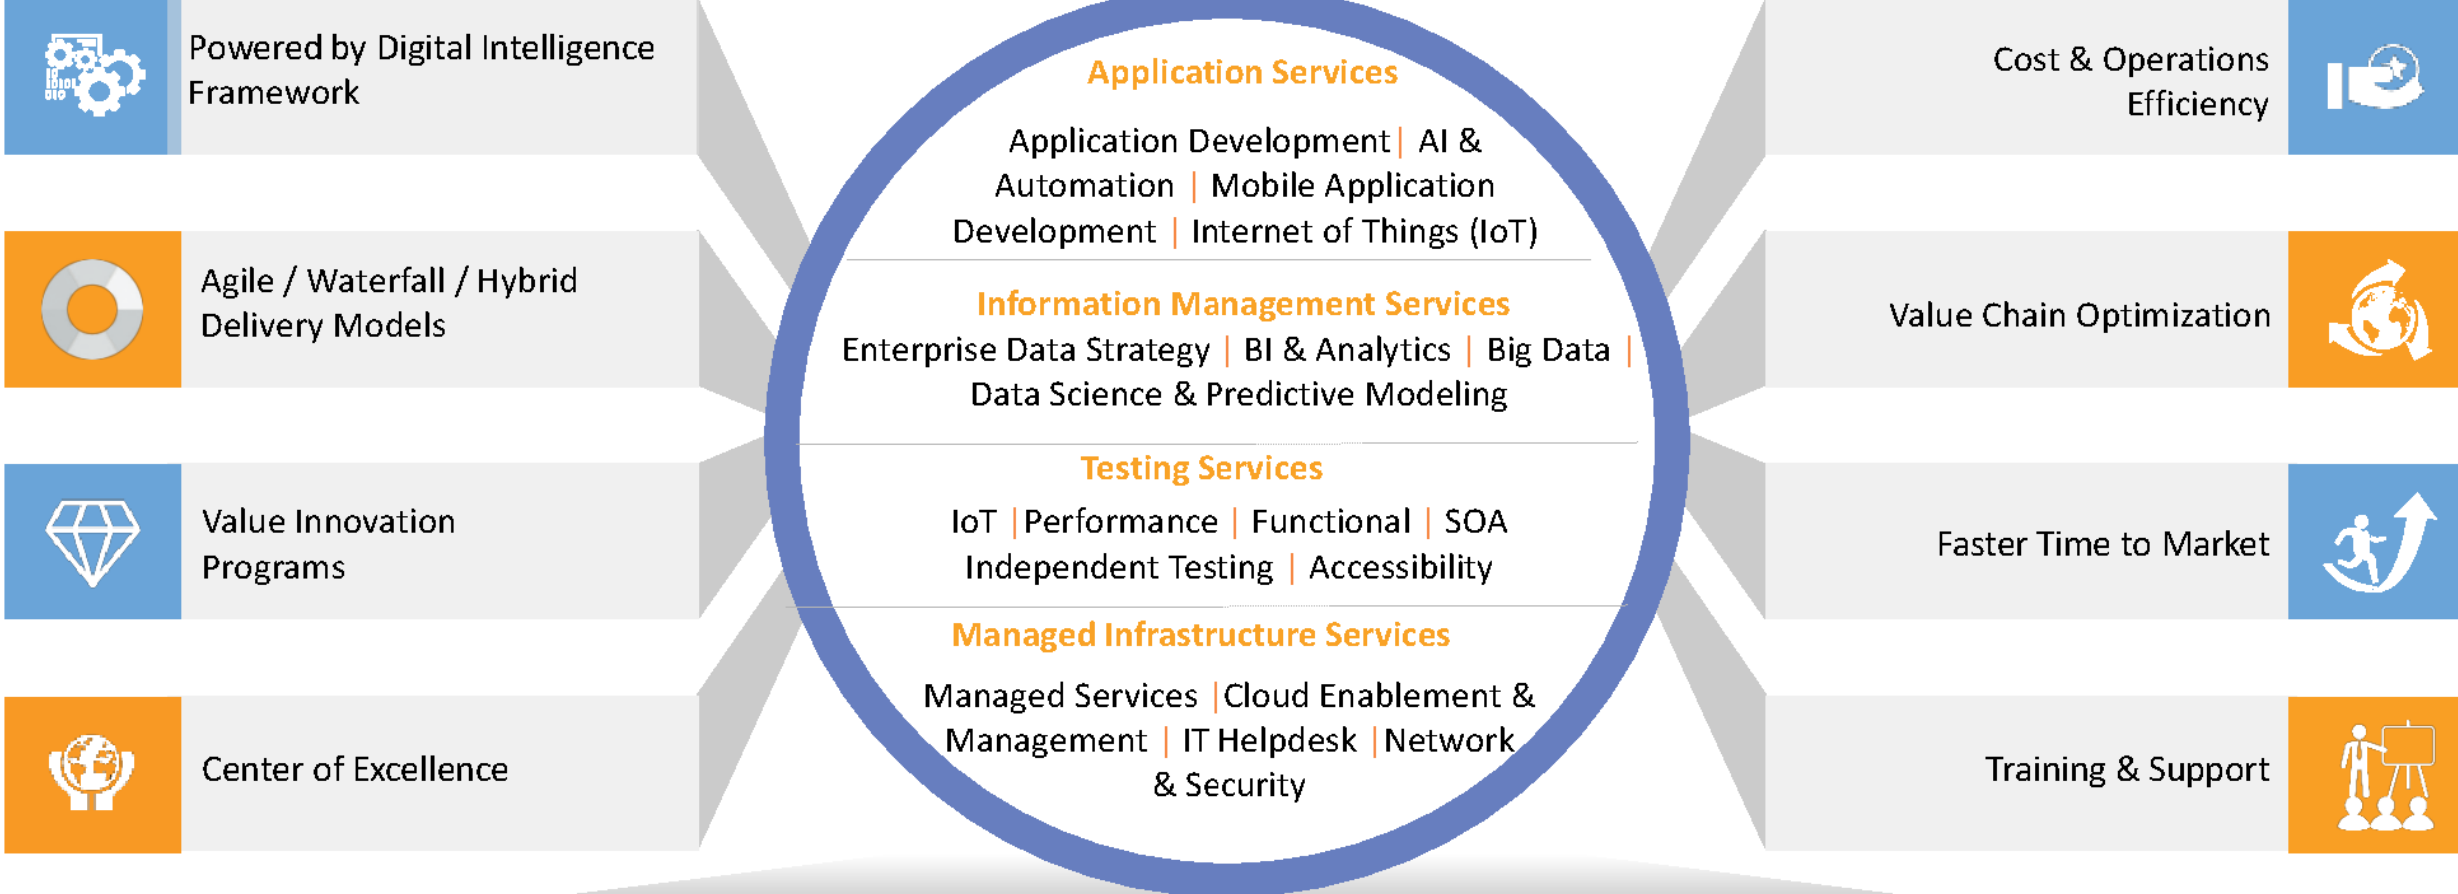 Powered by Digital Intelligence
Framework
Agile / Waterfall / Hybrid
Delivery Models
Value Innovation
Programs
Center of Excellence
Application Services
Application Development| AI &
Automation | Mobile Application
Development | Internet of Things (IoT)
Information Management Services
Enterprise Data Strategy | BI & Analytics | Big Data |
Data Science & Predictive Modeling
Testing Services
IoT |Performance | Functional | SOA
Independent Testing | Accessibility
Managed Infrastructure Services
Managed Services |Cloud Enablement &
Management | IT Helpdesk |Network
& Security
Cost & Operations
Efficiency
Value Chain Optimization
Faster Time to Market
Training & Support